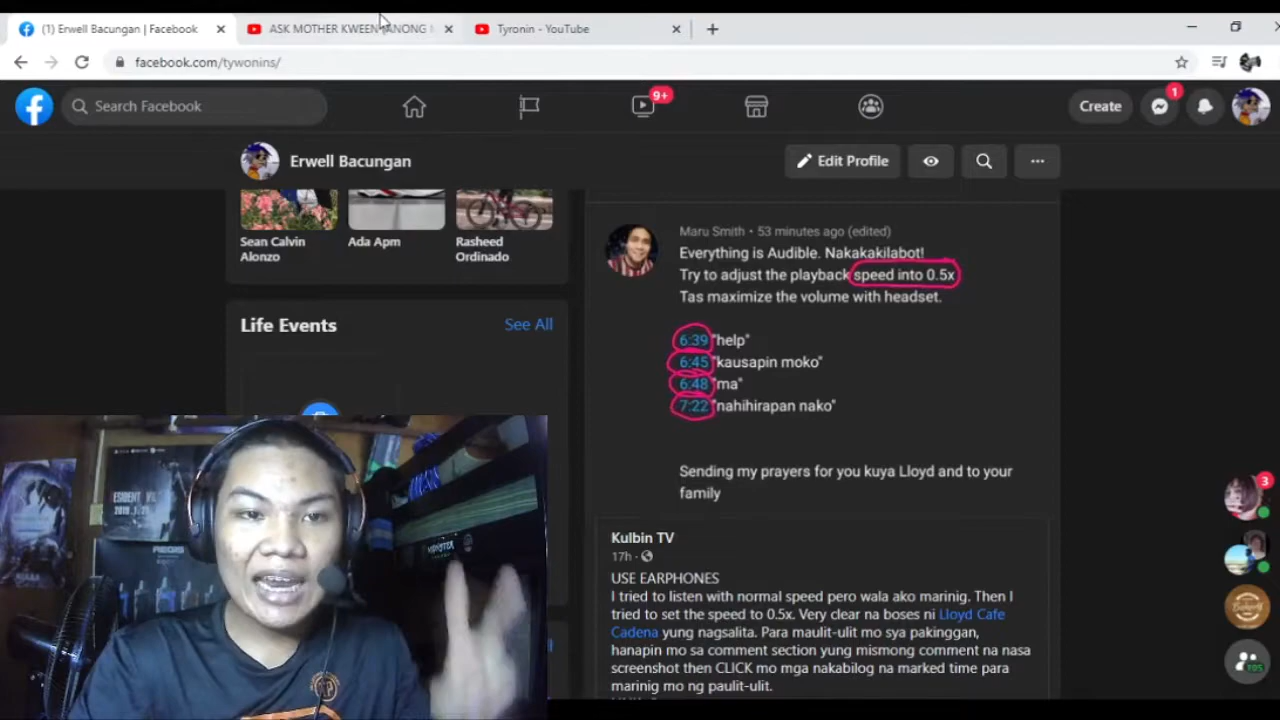 (1) Erwell Bacungan | Facebook
ASK MOTHER KWEEN
Tyronin - YouTube
facebook.com/tywonins/
Search Facebook
9+
Create
1
Erwell Bacungan
Edit Profile
Sean Calvin
Alonzo
Ada Apm
Rasheed
Ordinado
Life Events
See All
Maru Smith • 53 minutes ago (edited)
Everything is Audible. Nakakakilabot!
Try to adjust the playback speed into 0.5x
Tas maximize the volume with headset.
6:39 "help"
6:45 "kausapin moko"
6:48 "ma"
7:22 "nahihirapan nako"
Sending my prayers for you kuya Lloyd and to your
family
Kulbin TV
17h ·
USE EARPHONES
I tried to listen with normal speed pero wala ako marinig. Then I
tried to set the speed to 0.5x. Very clear na boses ni Lloyd Cafe
Cadena yung nagsalita. Para maulit-ulit mo sya pakinggan,
hanapin mo sa comment section yung mismong comment na nasa
screenshot then CLICK mo mga nakabilog na marked time para
marinig mo ng paulit-ulit.
3
REGIS